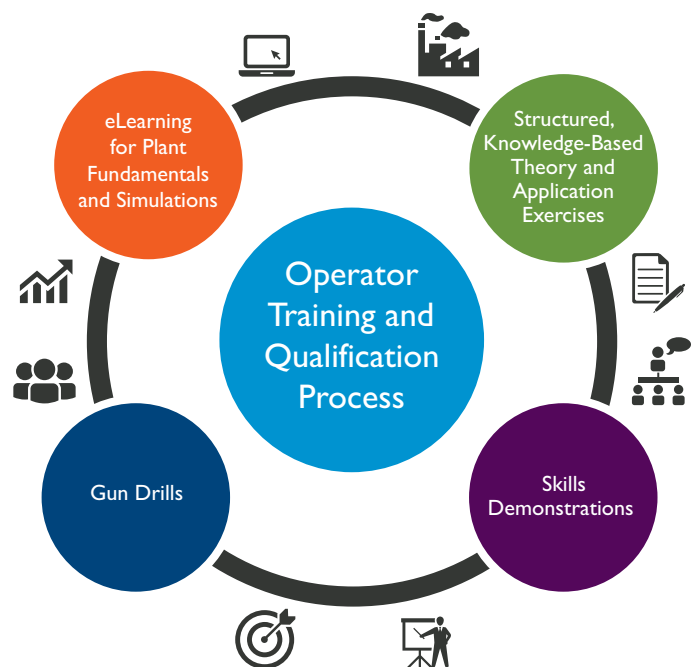 eLearning
for Plant
Fundamentals
and Simulations
Structured,
Knowledge-Based
Theory and
Application
Exercises
Operator
Training and
Qualification
Process
Gun Drills
Skills
Demonstrations